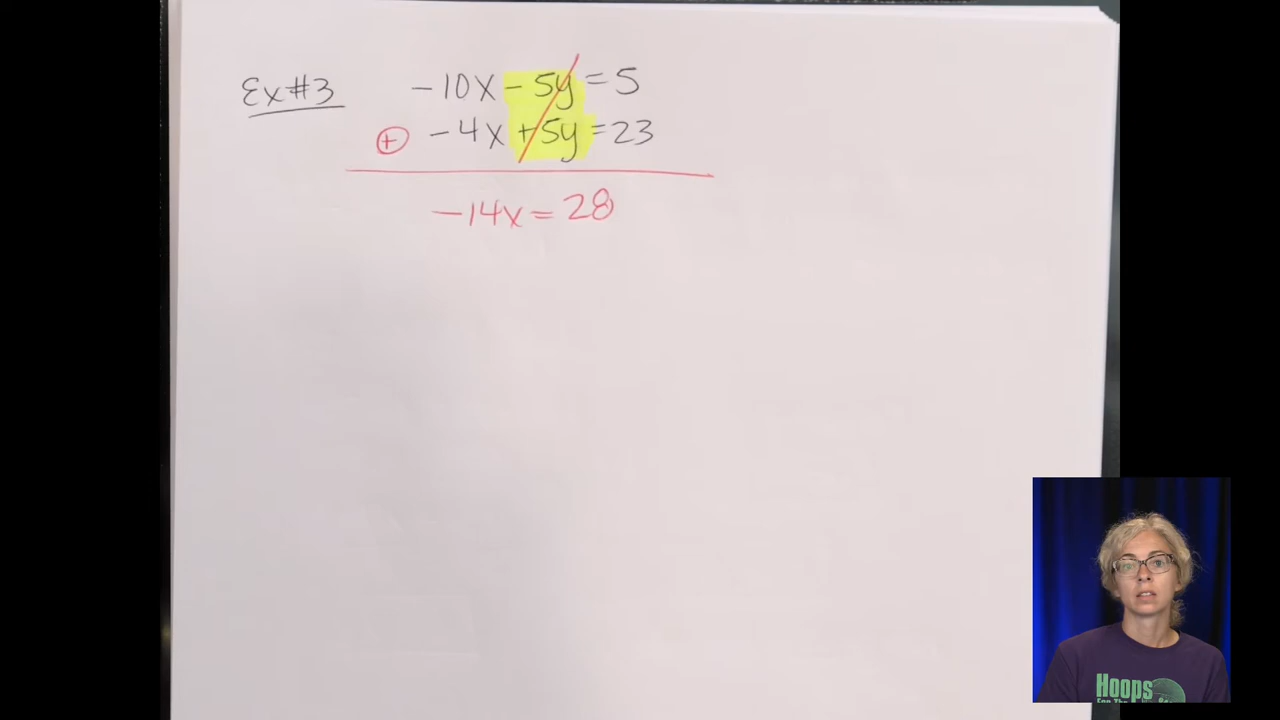 Ex#3
-10x - 5y = 5
⊕ -4x + 5y = 23
-14x = 28
Hoops